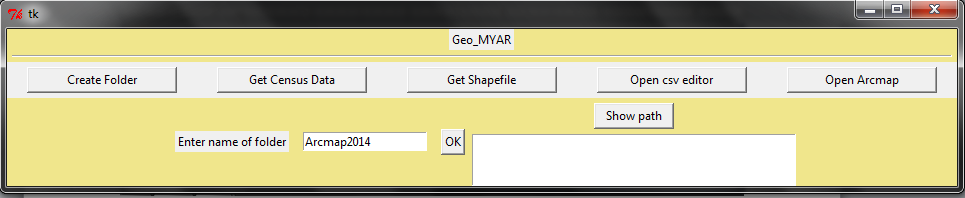 tk
Geo_MYAR
Create Folder Get Census Data Get Shapefile Open csv editor Open Arcmap
Show path
Enter name of folder Arcmap2014 OK